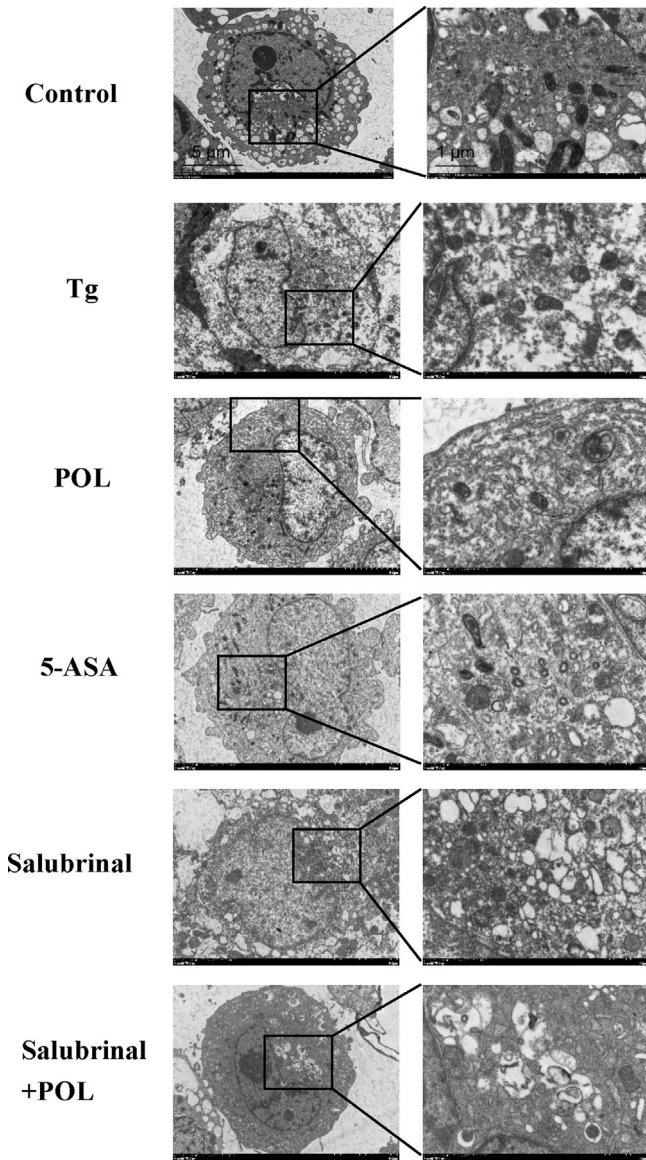 Control
5 μm
1 μm
Tg
POL
5-ASA
Salubrinal
Salubrinal
+POL